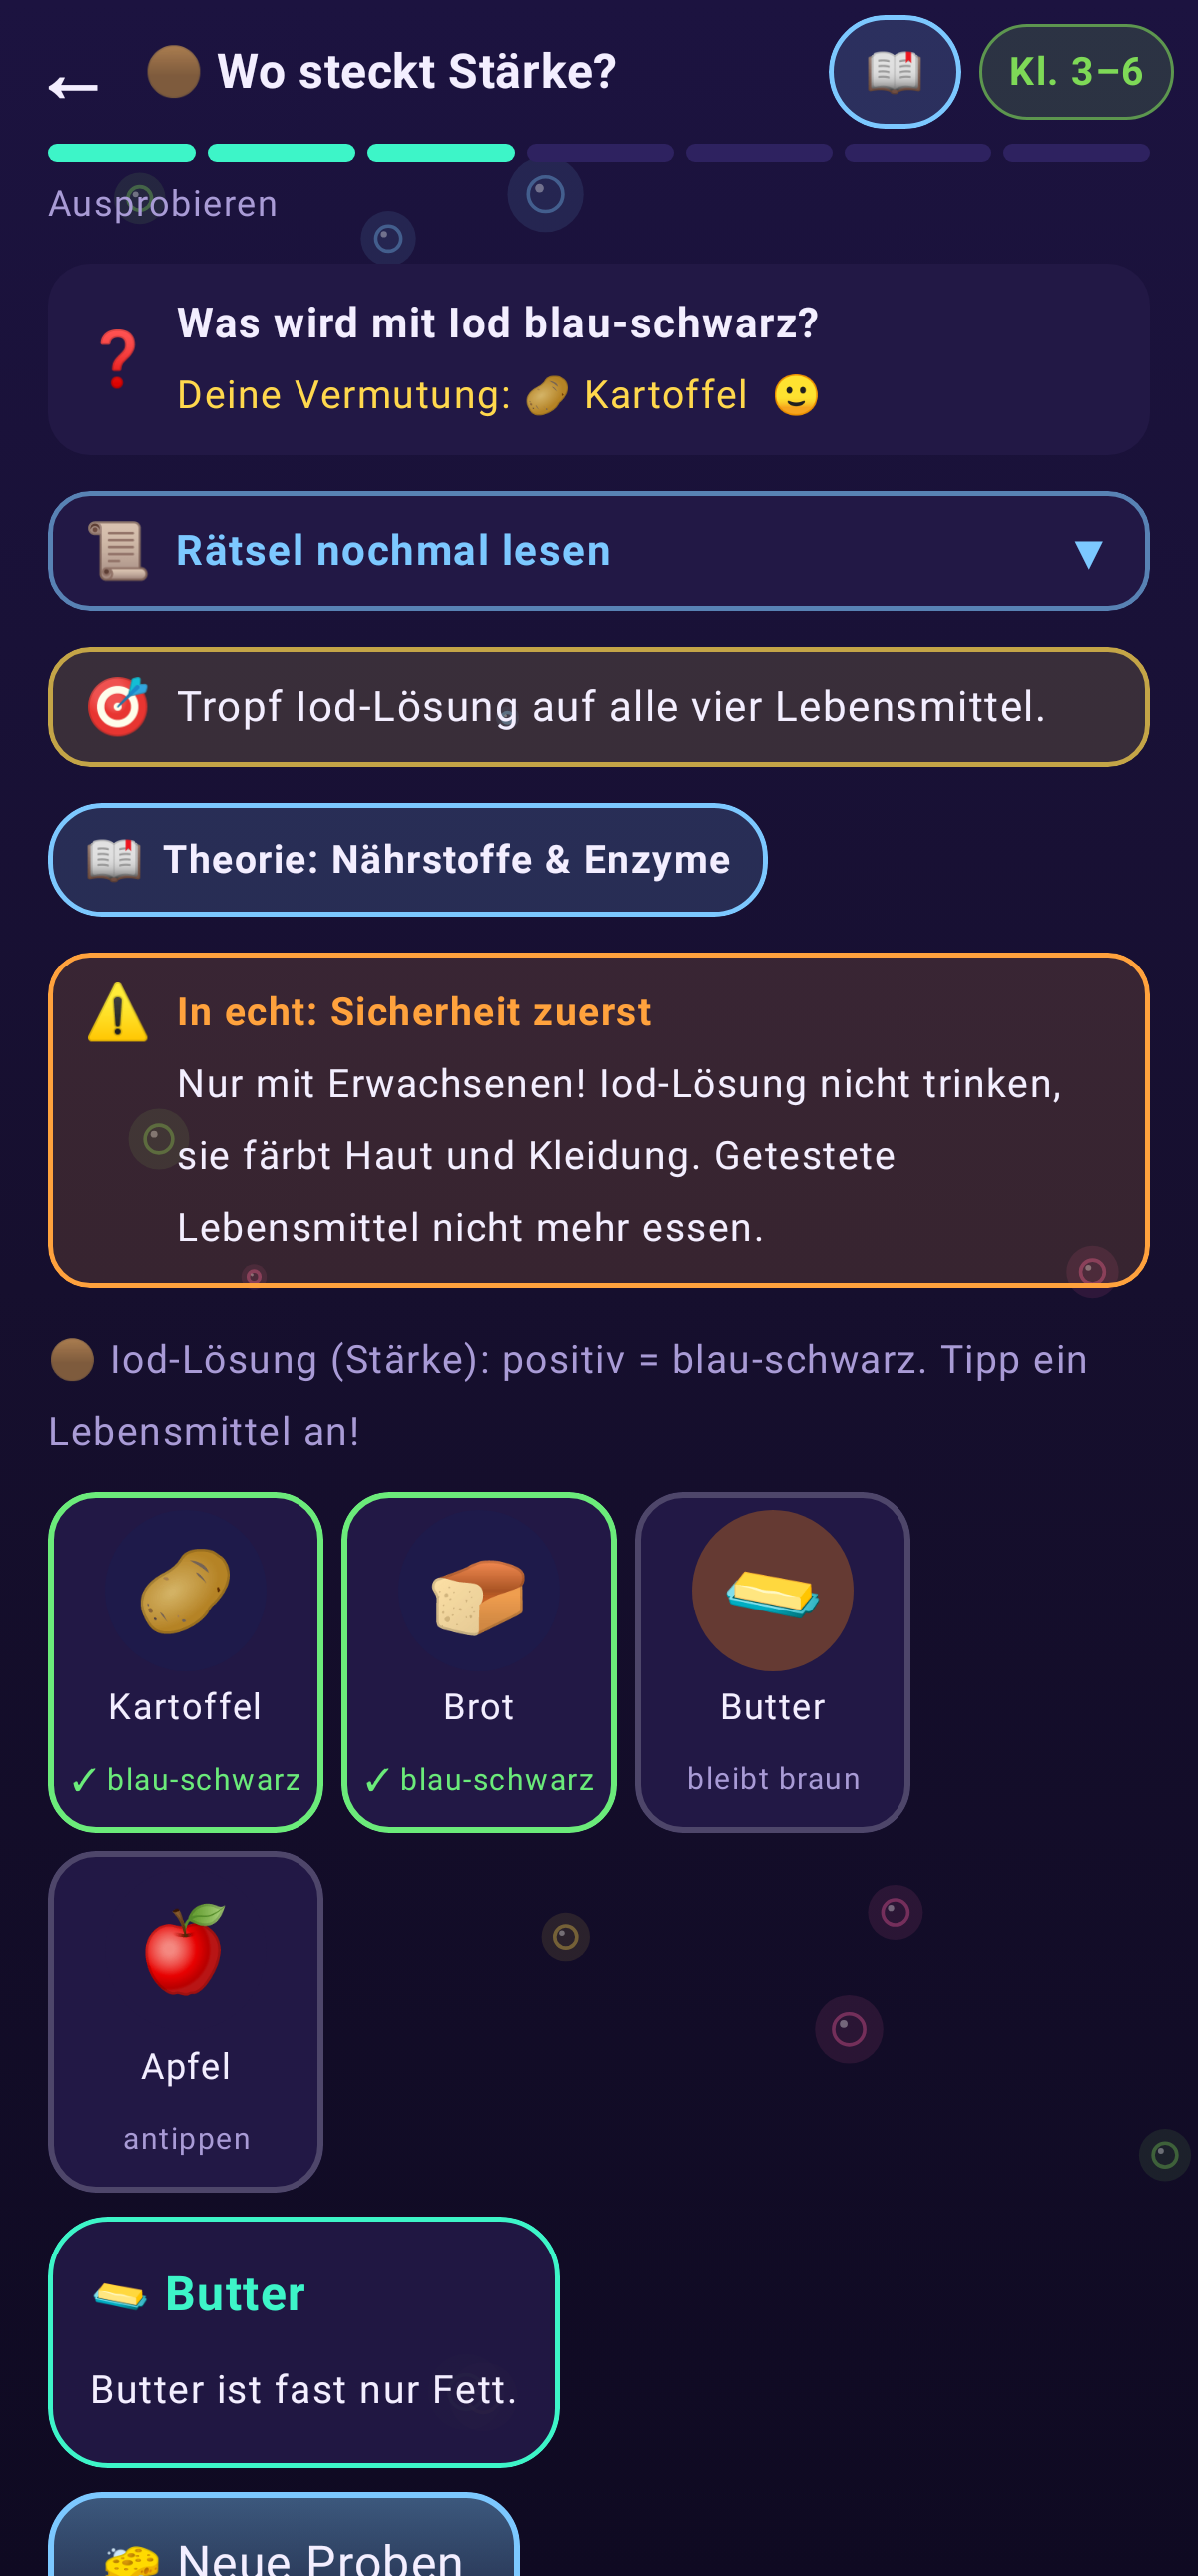 Wo steckt Stärke?
Kl. 3–6
Ausprobieren
Was wird mit Iod blau-schwarz?
Deine Vermutung: 🥔 Kartoffel 🙂
Rätsel nochmal lesen ▼
Tropf Iod-Lösung auf alle vier Lebensmittel.
Theorie: Nährstoffe & Enzyme
In echt: Sicherheit zuerst
Nur mit Erwachsenen! Iod-Lösung nicht trinken,
sie färbt Haut und Kleidung. Getestete
Lebensmittel nicht mehr essen.
Iod-Lösung (Stärke): positiv = blau-schwarz. Tipp ein
Lebensmittel an!
Kartoffel
✓ blau-schwarz
Brot
✓ blau-schwarz
Butter
bleibt braun
Apfel
antippen
Butter
Butter ist fast nur Fett.
Neue Proben